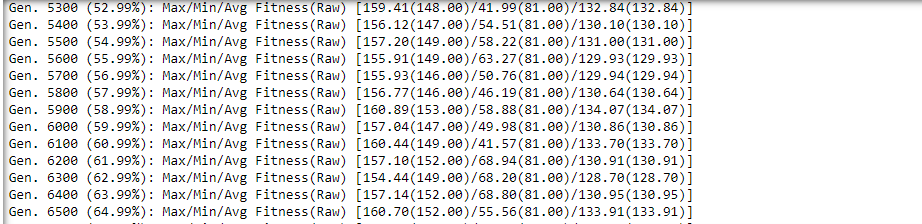 Gen. 5300 (52.99%): Max/Min/Avg Fitness(Raw) [159.41(148.00)/41.99(81.00)/132.84(132.84)]
Gen. 5400 (53.99%): Max/Min/Avg Fitness(Raw) [156.12(147.00)/54.51(81.00)/130.10(130.10)]
Gen. 5500 (54.99%): Max/Min/Avg Fitness(Raw) [157.20(149.00)/58.22(81.00)/131.00(131.00)]
Gen. 5600 (55.99%): Max/Min/Avg Fitness(Raw) [155.91(149.00)/63.27(81.00)/129.93(129.93)]
Gen. 5700 (56.99%): Max/Min/Avg Fitness(Raw) [155.93(146.00)/50.76(81.00)/129.94(129.94)]
Gen. 5800 (57.99%): Max/Min/Avg Fitness(Raw) [156.77(146.00)/46.19(81.00)/130.64(130.64)]
Gen. 5900 (58.99%): Max/Min/Avg Fitness(Raw) [160.89(153.00)/58.88(81.00)/134.07(134.07)]
Gen. 6000 (59.99%): Max/Min/Avg Fitness(Raw) [157.04(147.00)/49.98(81.00)/130.86(130.86)]
Gen. 6100 (60.99%): Max/Min/Avg Fitness(Raw) [160.44(149.00)/41.57(81.00)/133.70(133.70)]
Gen. 6200 (61.99%): Max/Min/Avg Fitness(Raw) [157.10(152.00)/68.94(81.00)/130.91(130.91)]
Gen. 6300 (62.99%): Max/Min/Avg Fitness(Raw) [154.44(149.00)/68.20(81.00)/128.70(128.70)]
Gen. 6400 (63.99%): Max/Min/Avg Fitness(Raw) [157.14(152.00)/68.80(81.00)/130.95(130.95)]
Gen. 6500 (64.99%): Max/Min/Avg Fitness(Raw) [160.70(152.00)/55.56(81.00)/133.91(133.91)]